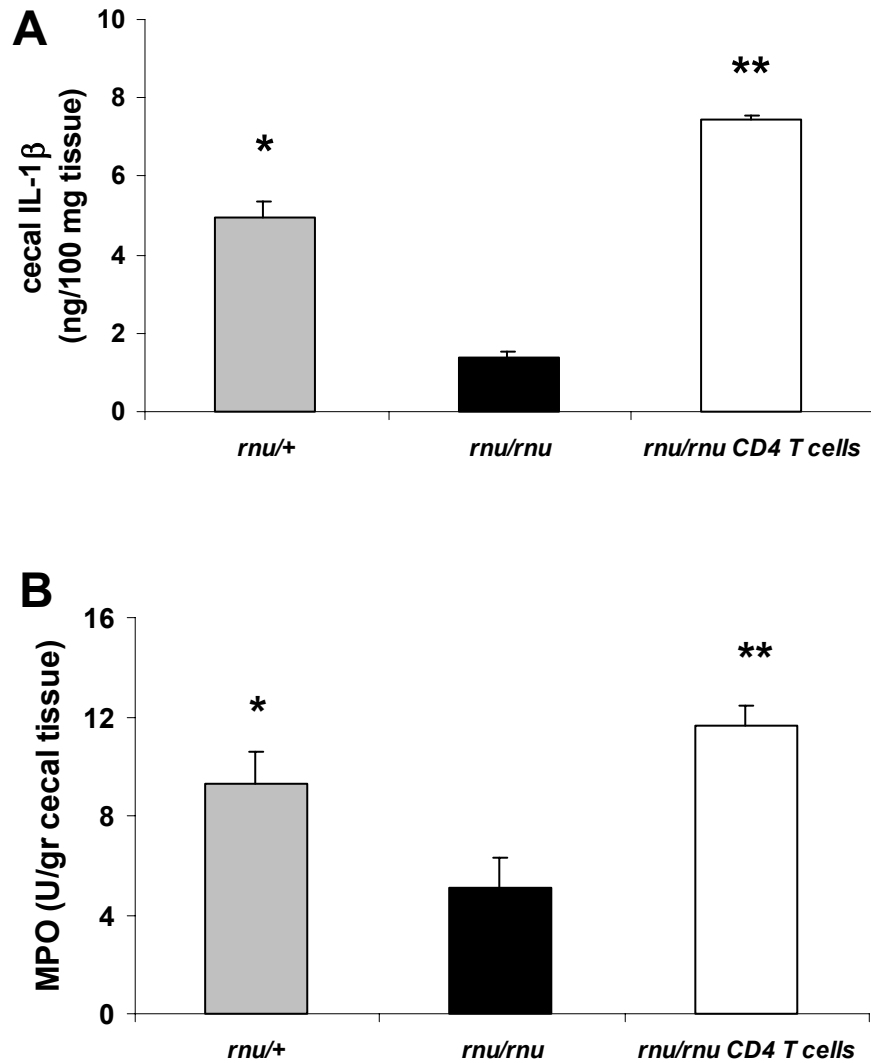 A
cecal IL-1β
(ng/100 mg tissue)
10
8
6
4
2
0
*
**
rnu/+
rnu/rnu
rnu/rnu CD4 T cells
B
MPO (U/gr cecal tissue)
16
12
8
4
0
*
**
rnu/+
rnu/rnu
rnu/rnu CD4 T cells